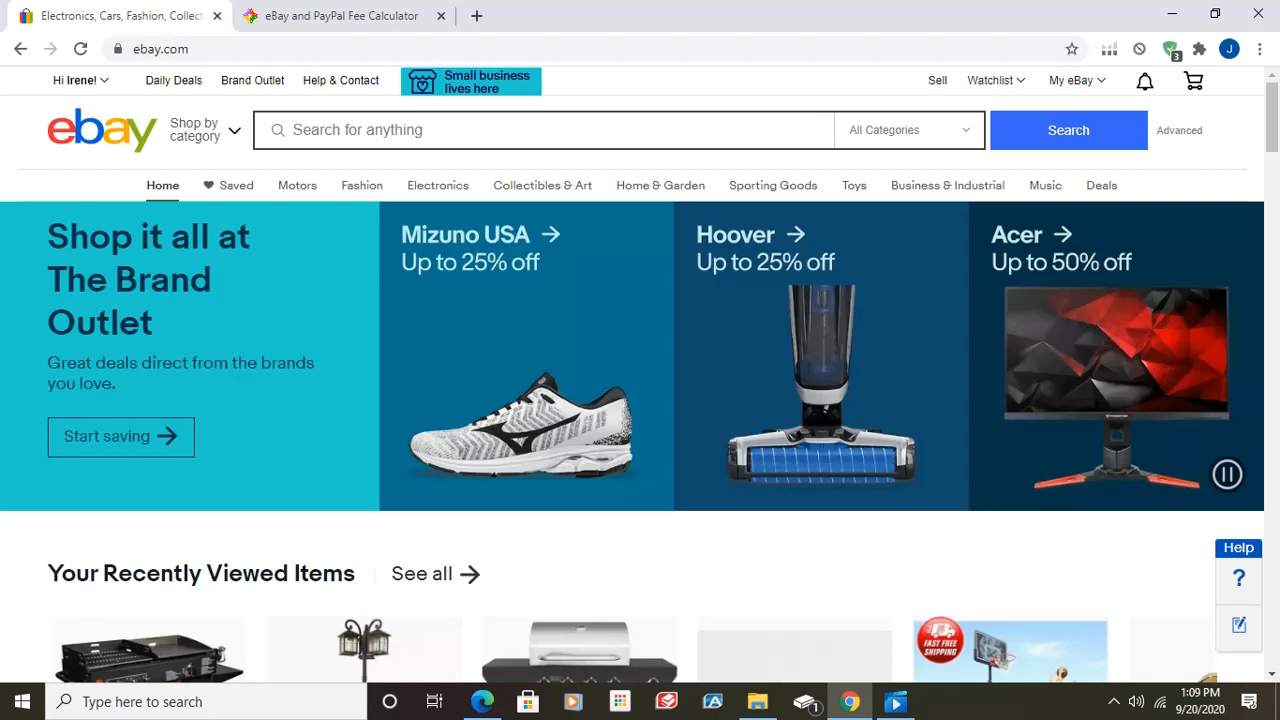 Electronics, Cars, Fashion, Collect
eBay and PayPal Fee Calculator
ebay.com
J
3
Hi Irene!
Daily Deals
Brand Outlet
Help & Contact
Small business
lives here
Sell
Watchlist
My eBay
ebay
Shop by
category
Search for anything
All Categories
Search
Advanced
Home
Saved
Motors
Fashion
Electronics
Collectibles & Art
Home & Garden
Sporting Goods
Toys
Business & Industrial
Music
Deals
Shop it all at
The Brand
Outlet
Great deals direct from the brands
you love.
Start saving
Mizuno USA
Up to 25% off
Hoover
Up to 25% off
Acer
Up to 50% off
Help
?
Your Recently Viewed Items
See all
FAST FREE
SHIPPING
Type here to search
1
1:09 PM
9/20/2020